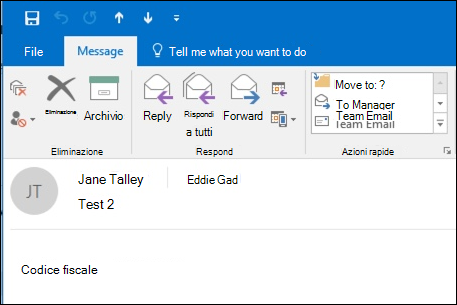 File Message Tell me what you want to do
Move to: ?
To Manager
Team Email
Team Email
Eliminazione Archivio Reply Rispondi a tutti Forward
Eliminazione Respond Azioni rapide
JT Jane Talley Eddie Gad
Test 2
Codice fiscale